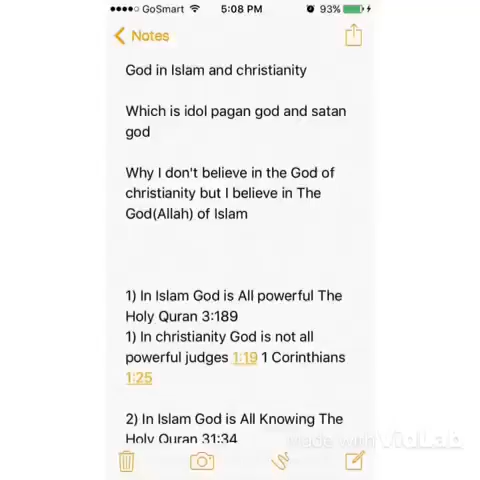 GoSmart 5:08 PM 93%
Notes
God in Islam and christianity
Which is idol pagan god and satan
god
Why I don't believe in the God of
christianity but I believe in The
God(Allah) of Islam
1) In Islam God is All powerful The
Holy Quran 3:189
1) In christianity God is not all
powerful judges 1:19 1 Corinthians
1:25
2) In Islam God is All Knowing The
Holy Quran 31:34
Made with VidLab